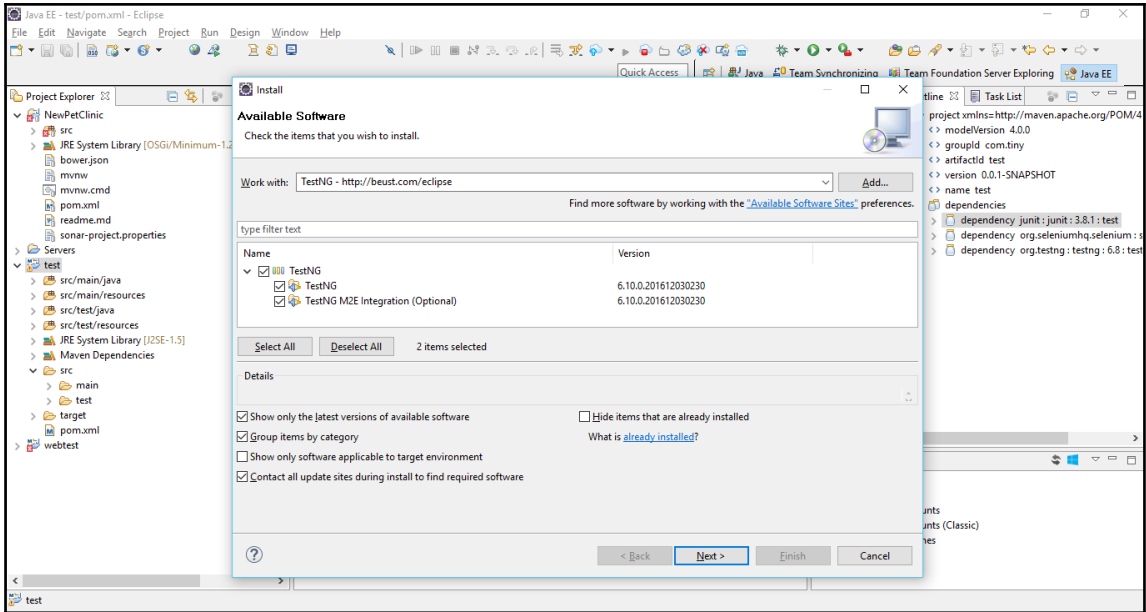 Java EE - test/pom.xml - Eclipse
File Edit Navigate Search Project Run Design Window Help
Quick Access
Java
Team Synchronizing
Team Foundation Server Exploring
Java EE
Project Explorer
NewPetClinic
src
JRE System Library [OSGi/Minimum-1.2
bower.json
mvnw
mvnw.cmd
pom.xml
readme.md
sonar-project.properties
Servers
test
src/main/java
src/main/resources
src/test/java
src/test/resources
JRE System Library [J2SE-1.5]
Maven Dependencies
src
main
test
target
pom.xml
webtest
Install
Available Software
Check the items that you wish to install.
Work with: TestNG - http://beust.com/eclipse
Add...
Find more software by working with the "Available Software Sites" preferences.
type filter text
Name Version
TestNG
TestNG 6.10.0.201612030230
TestNG M2E Integration (Optional) 6.10.0.201612030230
Select All Deselect All 2 items selected
Details
Show only the latest versions of available software
Hide items that are already installed
Group items by category
What is already installed?
Show only software applicable to target environment
Contact all update sites during install to find required software
? < Back Next > Finish Cancel
tline
Task List
project xmlns=http://maven.apache.org/POM/4
<> modelVersion 4.0.0
<> groupId com.tiny
<> artifactId test
<> version 0.0.1-SNAPSHOT
<> name test
dependencies
dependency junit : junit : 3.8.1 : test
dependency org.seleniumhq.selenium : s
dependency org.testng : testng : 6.8 : test
unts
unts (Classic)
nes
test